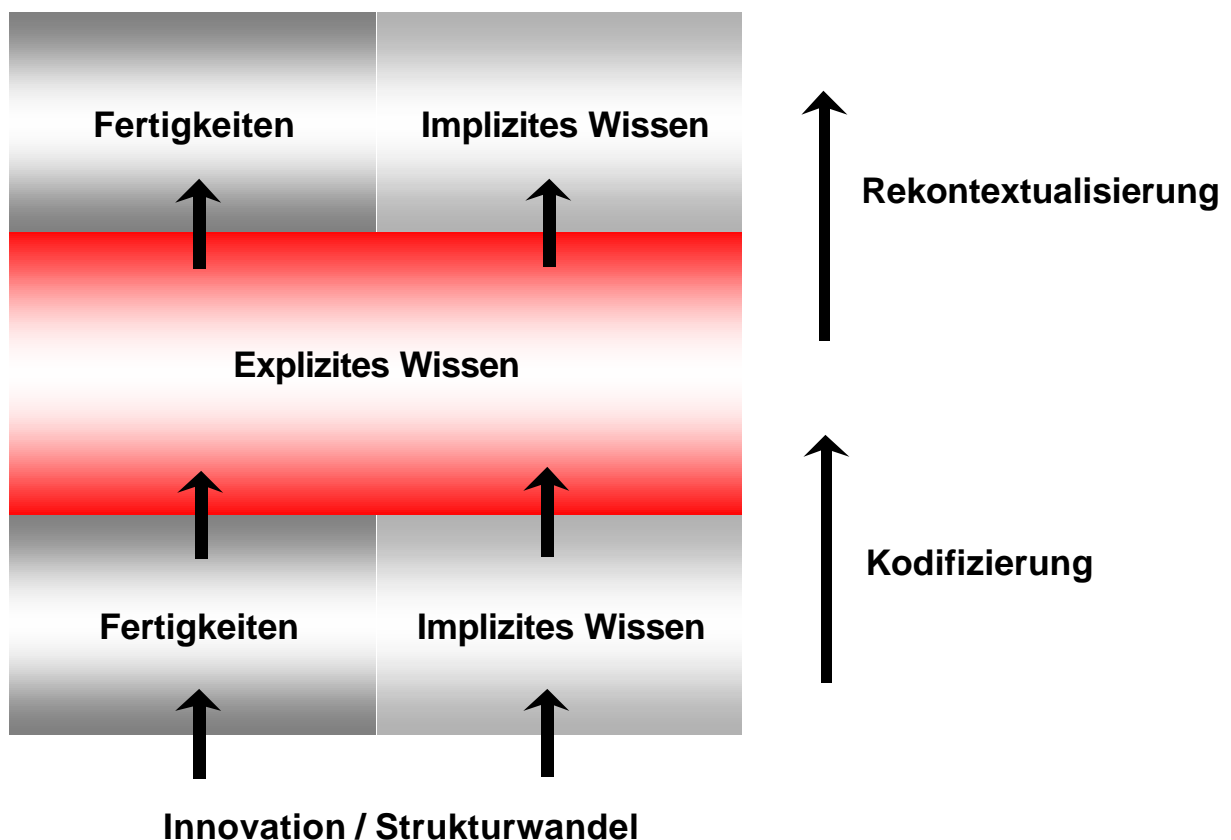 Fertigkeiten
Implizites Wissen
Rekontextualisierung
Explizites Wissen
Kodifizierung
Fertigkeiten
Implizites Wissen
Innovation / Strukturwandel